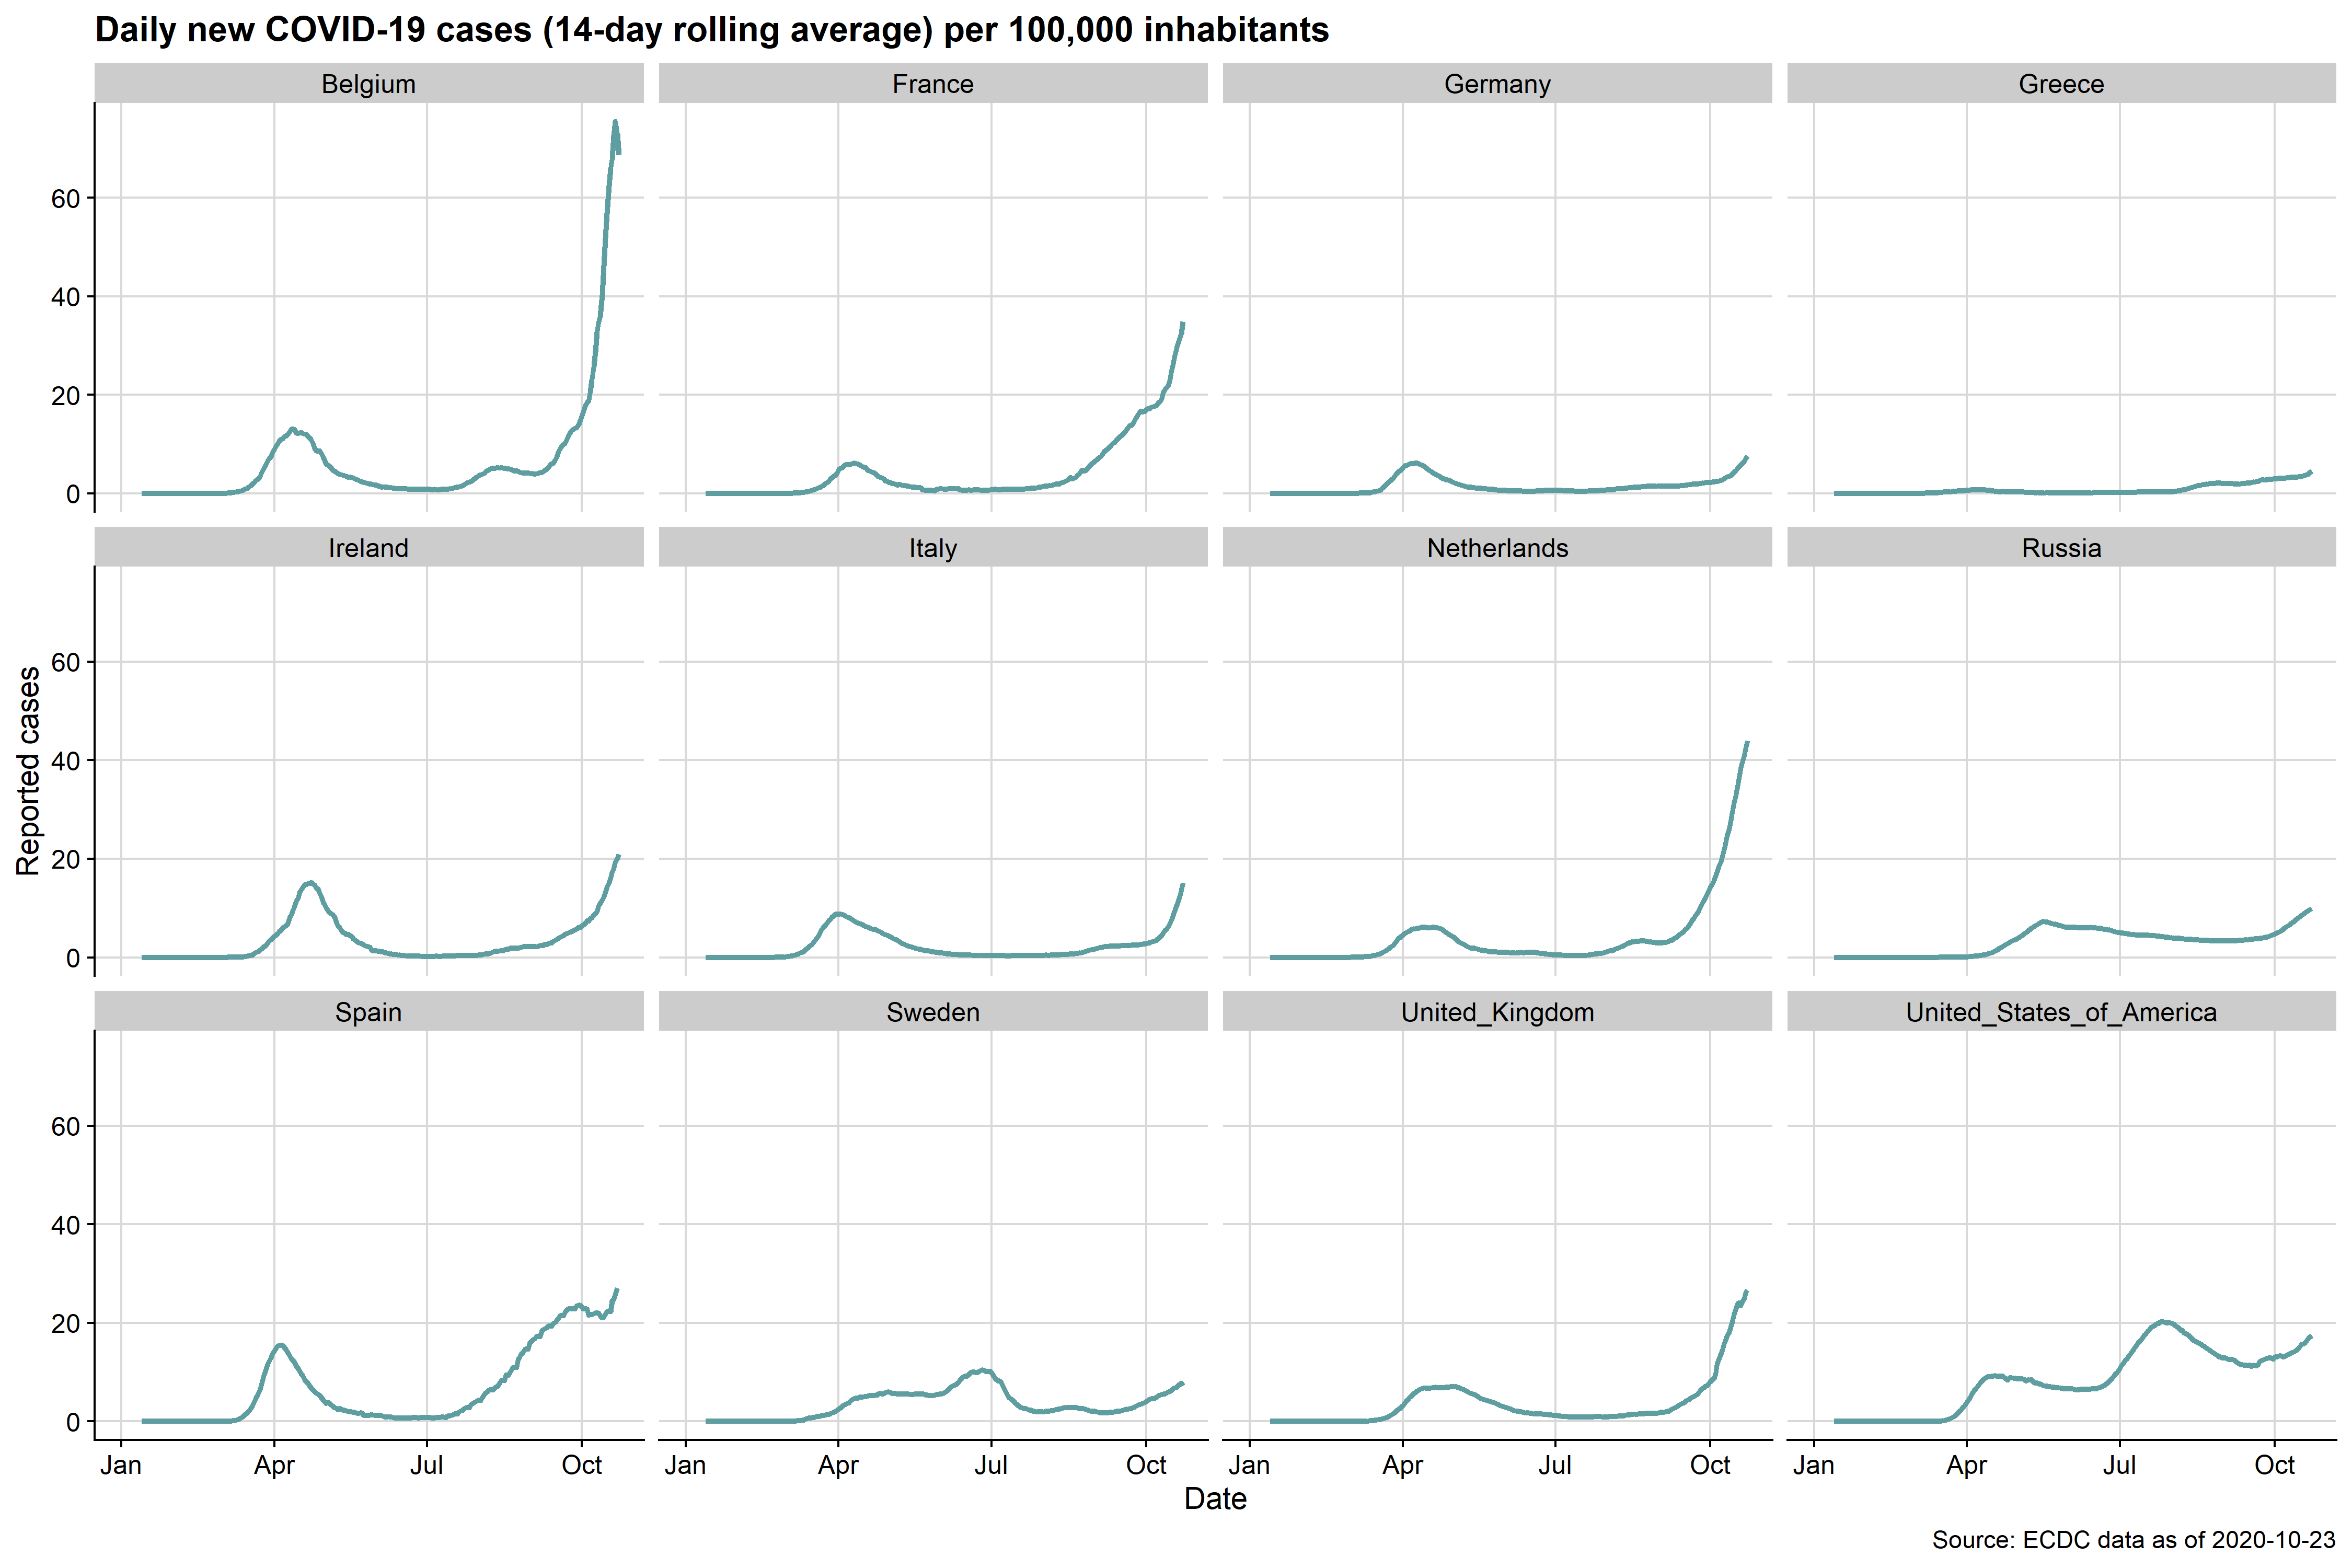 Daily new COVID-19 cases (14-day rolling average) per 100,000 inhabitants
Belgium France Germany Greece
60
40
20
0
Ireland Italy Netherlands Russia
60
40
20
0
Reported cases
Spain Sweden United_Kingdom United_States_of_America
60
40
20
0
Jan Apr Jul Oct Jan Apr Jul Oct Jan Apr Jul Oct Jan Apr Jul Oct
Date
Source: ECDC data as of 2020-10-23